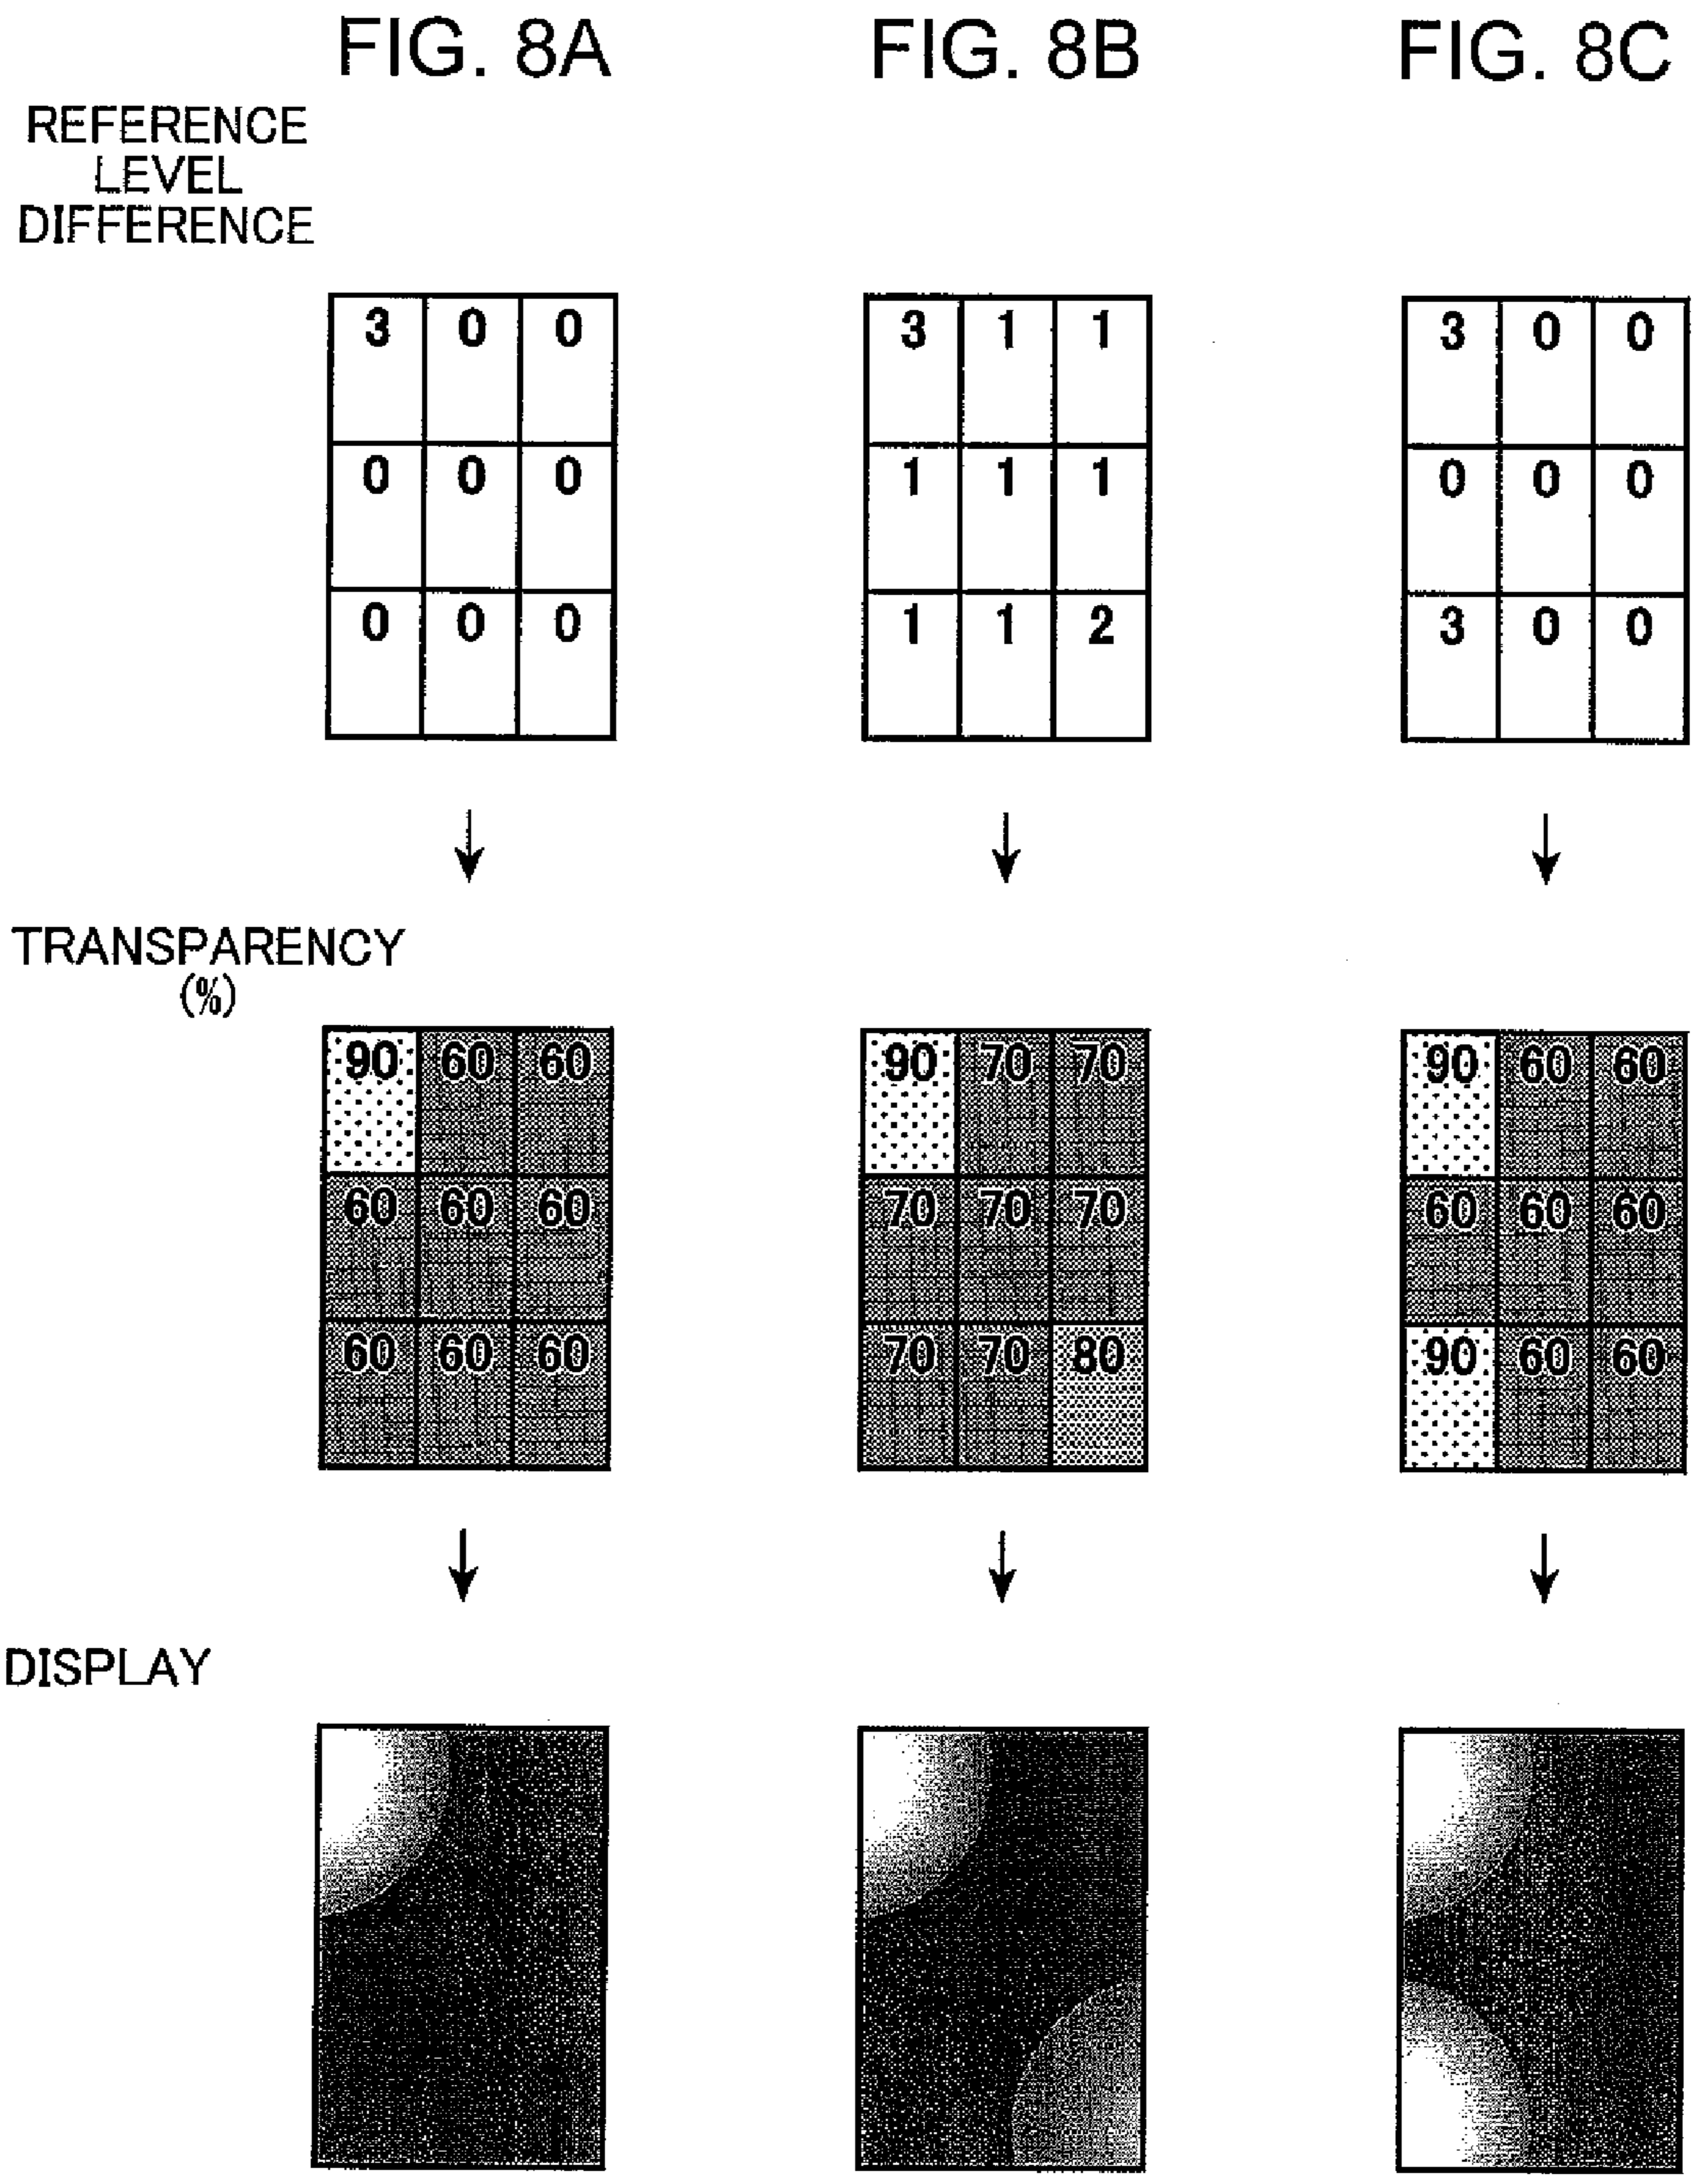 FIG. 8A FIG. 8B FIG. 8C
REFERENCE
LEVEL
DIFFERENCE
3 0 0 3 1 1 3 0 0
0 0 0 1 1 1 0 0 0
0 0 0 1 1 2 3 0 0
TRANSPARENCY
(%)
90 60 60 90 70 70 90 60 60
60 60 60 70 70 70 60 60 60
60 60 60 70 70 80 90 60 60
DISPLAY